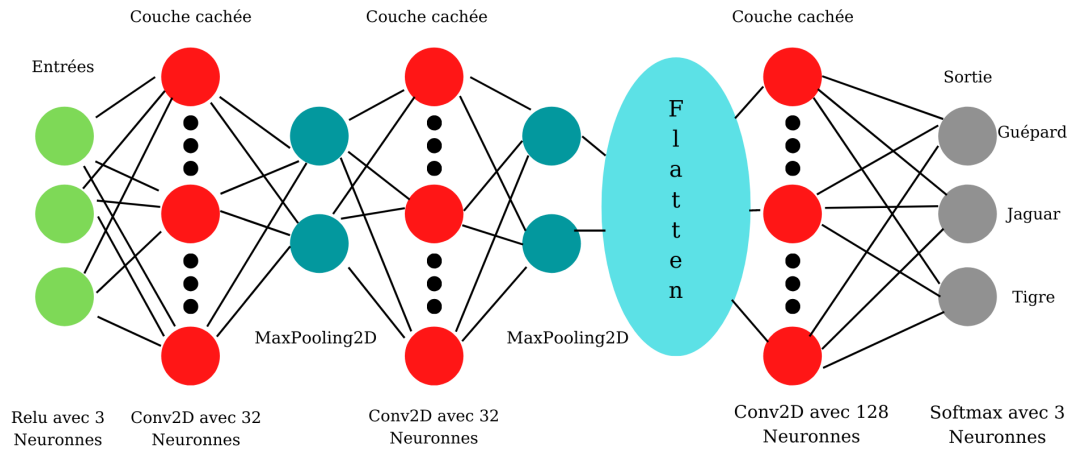 Couche cachée
Couche cachée
Couche cachée
Entrées
Sortie
Guépard
Jaguar
Tigre
Flatten
MaxPooling2D
MaxPooling2D
Relu avec 3
Neuronnes
Conv2D avec 32
Neuronnes
Conv2D avec 32
Neuronnes
Conv2D avec 128
Neuronnes
Softmax avec 3
Neuronnes